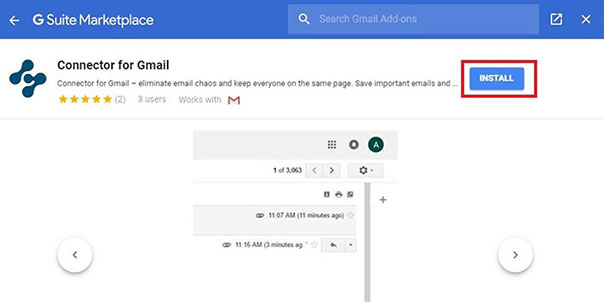 G Suite Marketplace
Search Gmail Add-ons
Connector for Gmail
Connector for Gmail – eliminate email chaos and keep everyone on the same page. Save important emails and ...
(2) 3 users Works with
INSTALL
A
1 of 3,063
11:07 AM (11 minutes ago)
11:16 AM (3 minutes ag